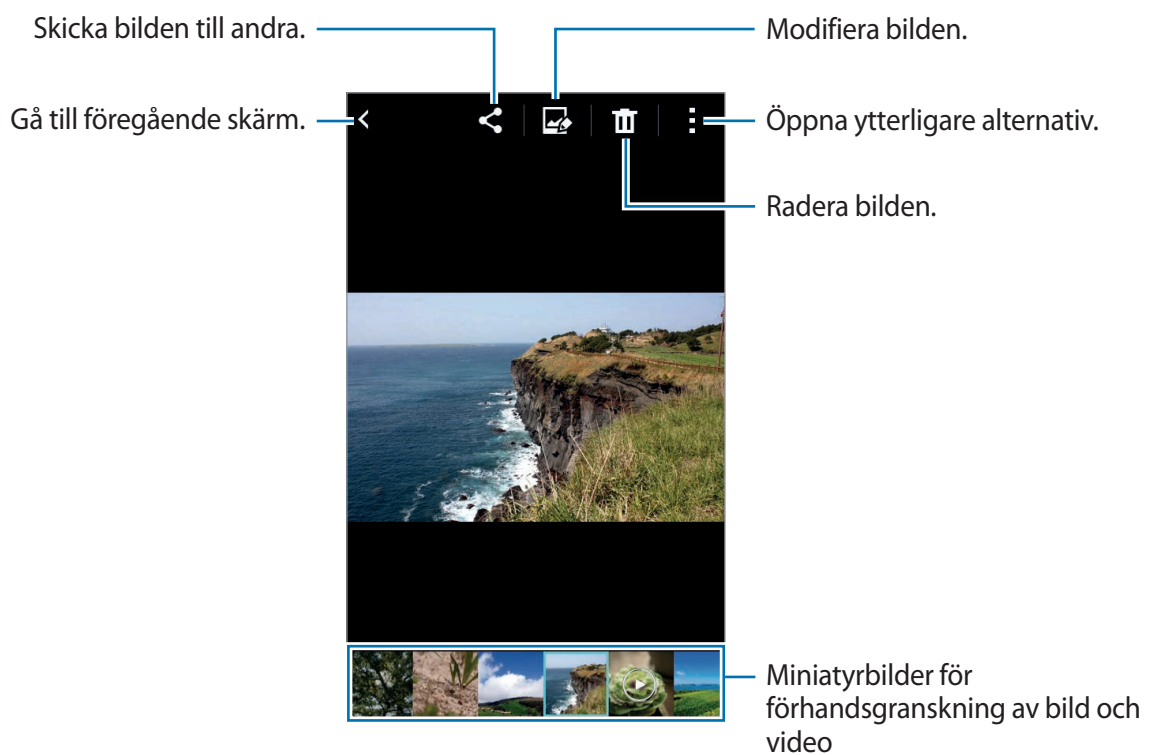 Skicka bilden till andra.
Modifiera bilden.
Gå till föregående skärm.
Öppna ytterligare alternativ.
Radera bilden.
Miniatyrbilder för
förhandsgranskning av bild och
video